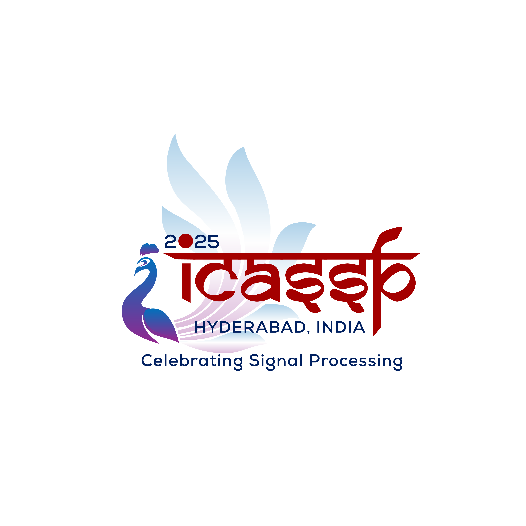 2025
icassp
HYDERABAD, INDIA
Celebrating Signal Processing